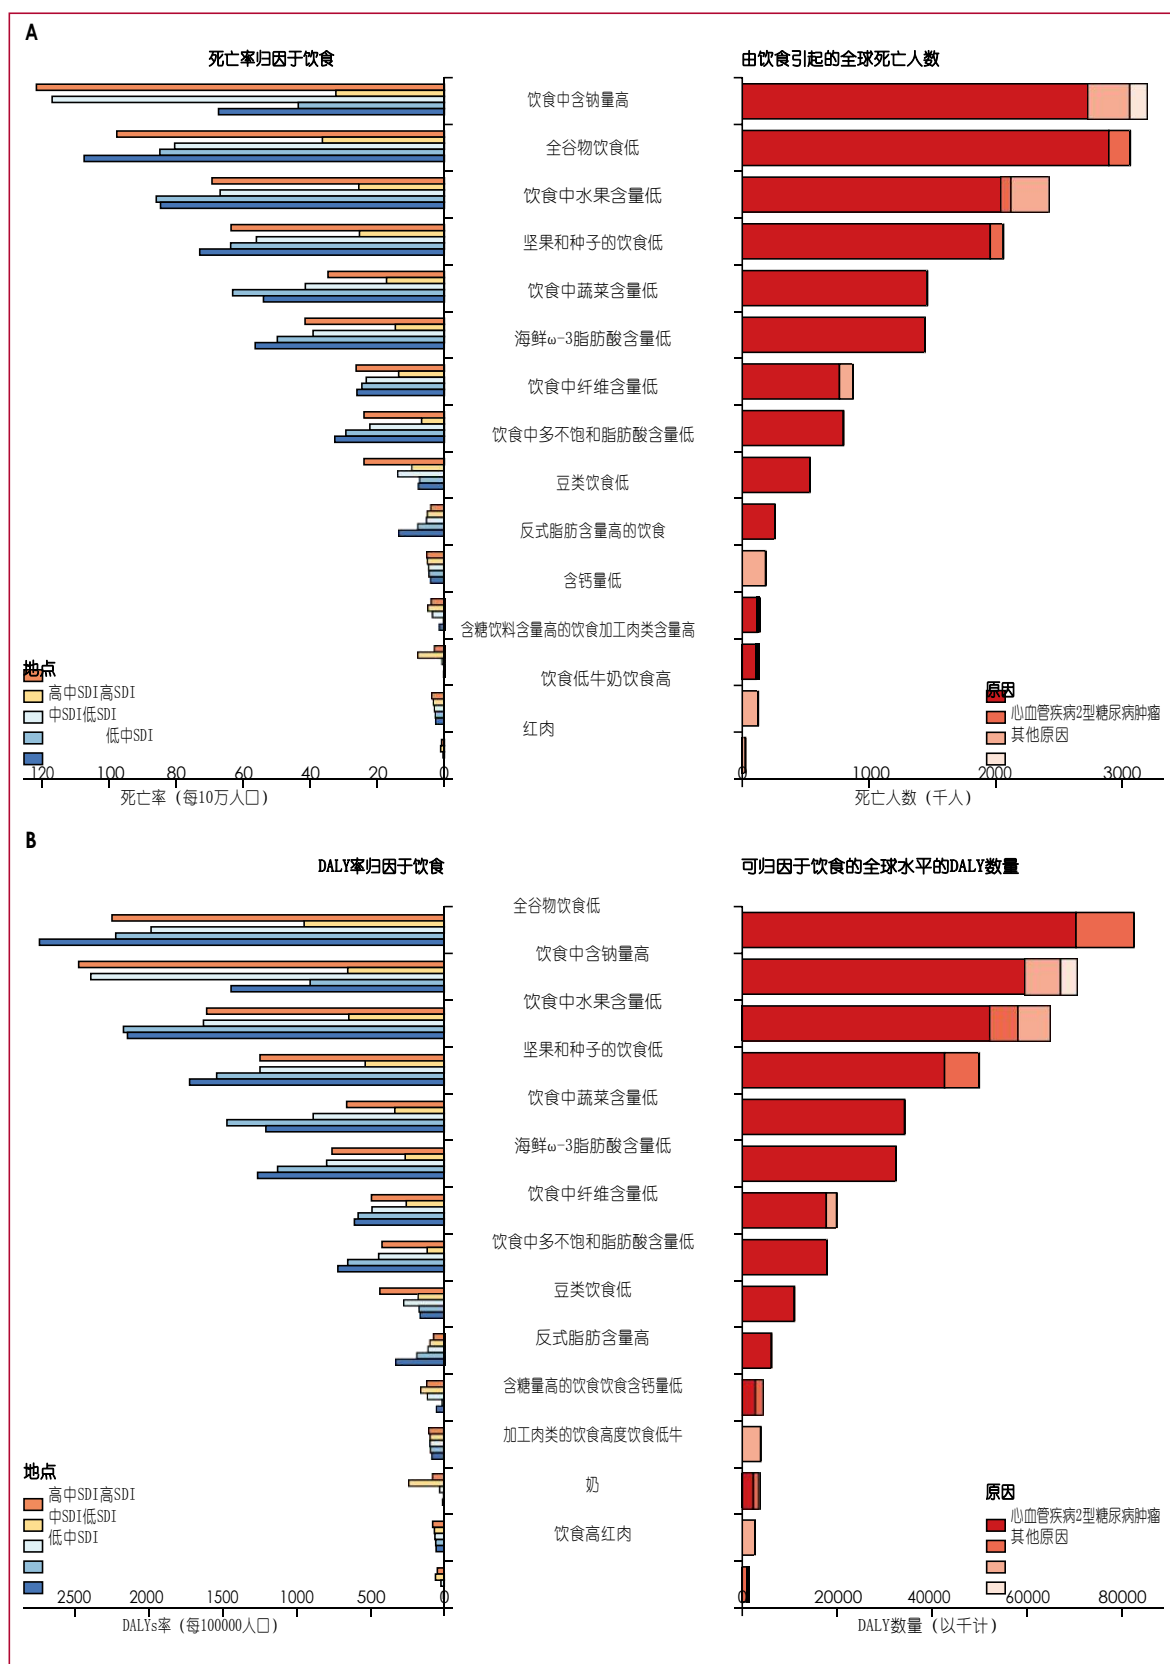 A
死亡率归因于饮食
由饮食引起的全球死亡人数
饮食中含钠量高
全谷物饮食低
饮食中水果含量低
坚果和种子的饮食低
饮食中蔬菜含量低
海鲜ω-3脂肪酸含量低
饮食中纤维含量低
饮食中多不饱和脂肪酸含量低
豆类饮食低
反式脂肪含量高的饮食
含钙量低
含糖饮料含量高的饮食加工肉类含量高
饮食低牛奶饮食高
红肉
地点
高中SDI高SDI
中SDI低SDI
低中SDI
原因
心血管疾病2型糖尿病肿瘤
其他原因
120 100 80 60 40 20 0
死亡率（每10万人口）
0 1000 2000 3000
死亡人数（千人）
B
DALY率归因于饮食
可归因于饮食的全球水平的DALY数量
全谷物饮食低
饮食中含钠量高
饮食中水果含量低
坚果和种子的饮食低
饮食中蔬菜含量低
海鲜ω-3脂肪酸含量低
饮食中纤维含量低
饮食中多不饱和脂肪酸含量低
豆类饮食低
反式脂肪含量高
含糖量高的饮食饮食含钙量低
加工肉类的饮食高度饮食低牛
奶
饮食高红肉
地点
高中SDI高SDI
中SDI低SDI
低中SDI
原因
心血管疾病2型糖尿病肿瘤
其他原因
2500 2000 1500 1000 500 0
DALYs率（每100000人口）
0 20000 40000 60000 80000
DALY数量（以千计）